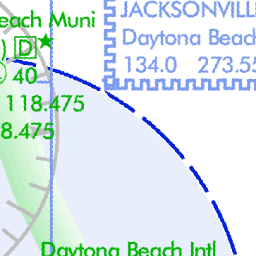 each Muni
JACKSONVILLE
Daytona Beach
134.0 273.55
D
40
118.475
8.475
Daytona Beach Intl